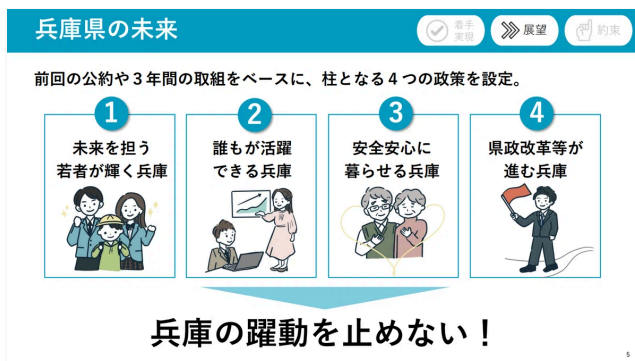 兵庫県の未来
着手
実現
展望
約束
前回の公約や３年間の取組をベースに、柱となる４つの政策を設定。
1
未来を担う
若者が輝く兵庫
2
誰もが活躍
できる兵庫
3
安全安心に
暮らせる兵庫
4
県政改革等が
進む兵庫
兵庫の躍動を止めない！
5